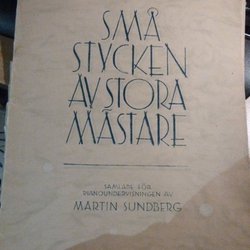 SMÅ
STYCKEN
AV STORA
MÄSTARE
SAMLADE FÖR
PIANOUNDERVISNINGEN AV
MARTIN SUNDBERG